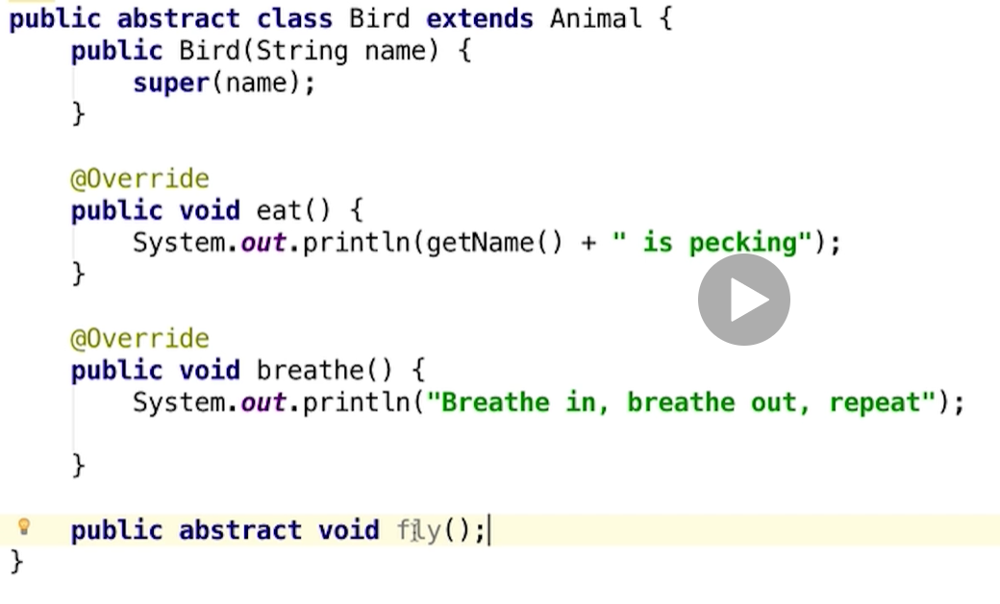 public abstract class Bird extends Animal {
    public Bird(String name) {
        super(name);
    }

    @Override
    public void eat() {
        System.out.println(getName() + " is pecking");
    }

    @Override
    public void breathe() {
        System.out.println("Breathe in, breathe out, repeat");

    }

    public abstract void fly();
}